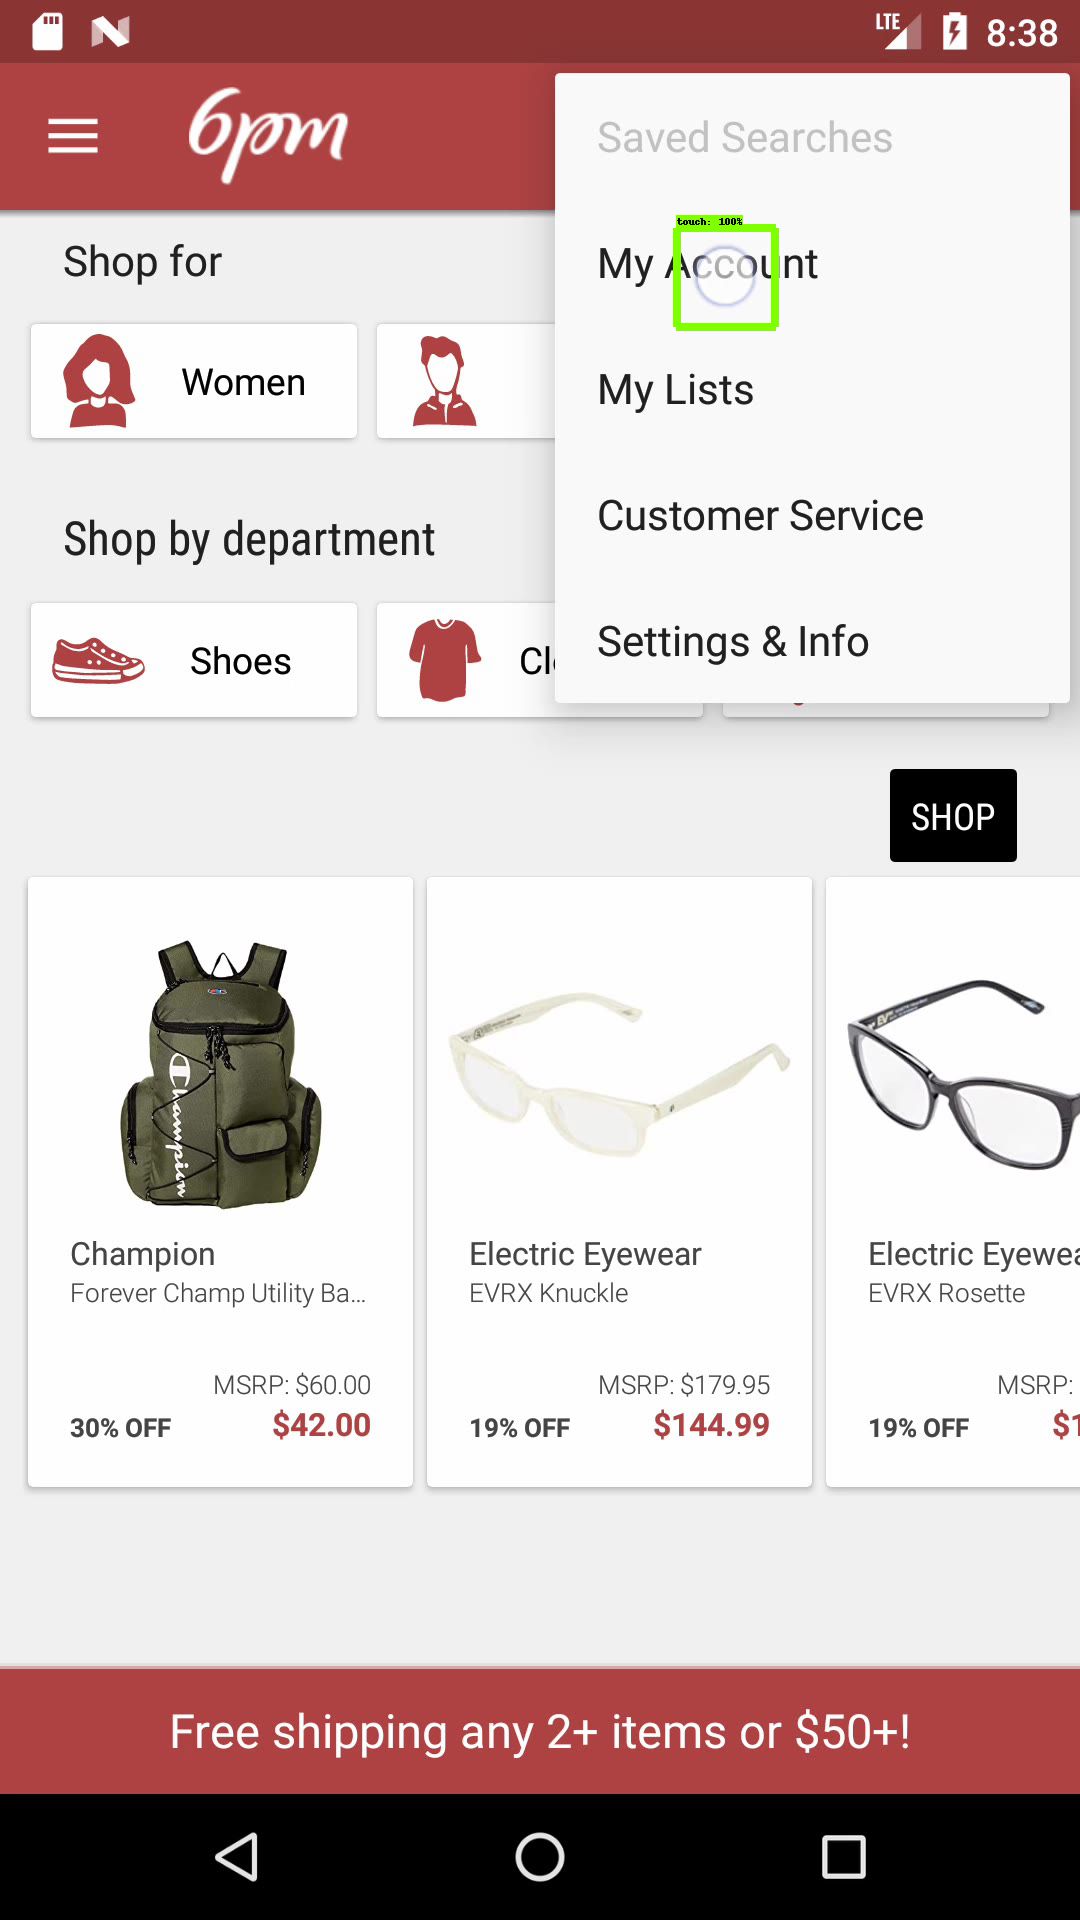 LTE 8:38
6pm
Saved Searches
touch: 100%
My Account
My Lists
Customer Service
Settings & Info
Shop for
Women
Shop by department
Shoes
Cl
SHOP
Champion
Champion
Forever Champ Utility Ba...
MSRP: $60.00
30% OFF
$42.00
Electric Eyewear
EVRX Knuckle
MSRP: $179.95
19% OFF
$144.99
Electric Eyewea
EVRX Rosette
MSRP:
19% OFF
$1
Free shipping any 2+ items or $50+!